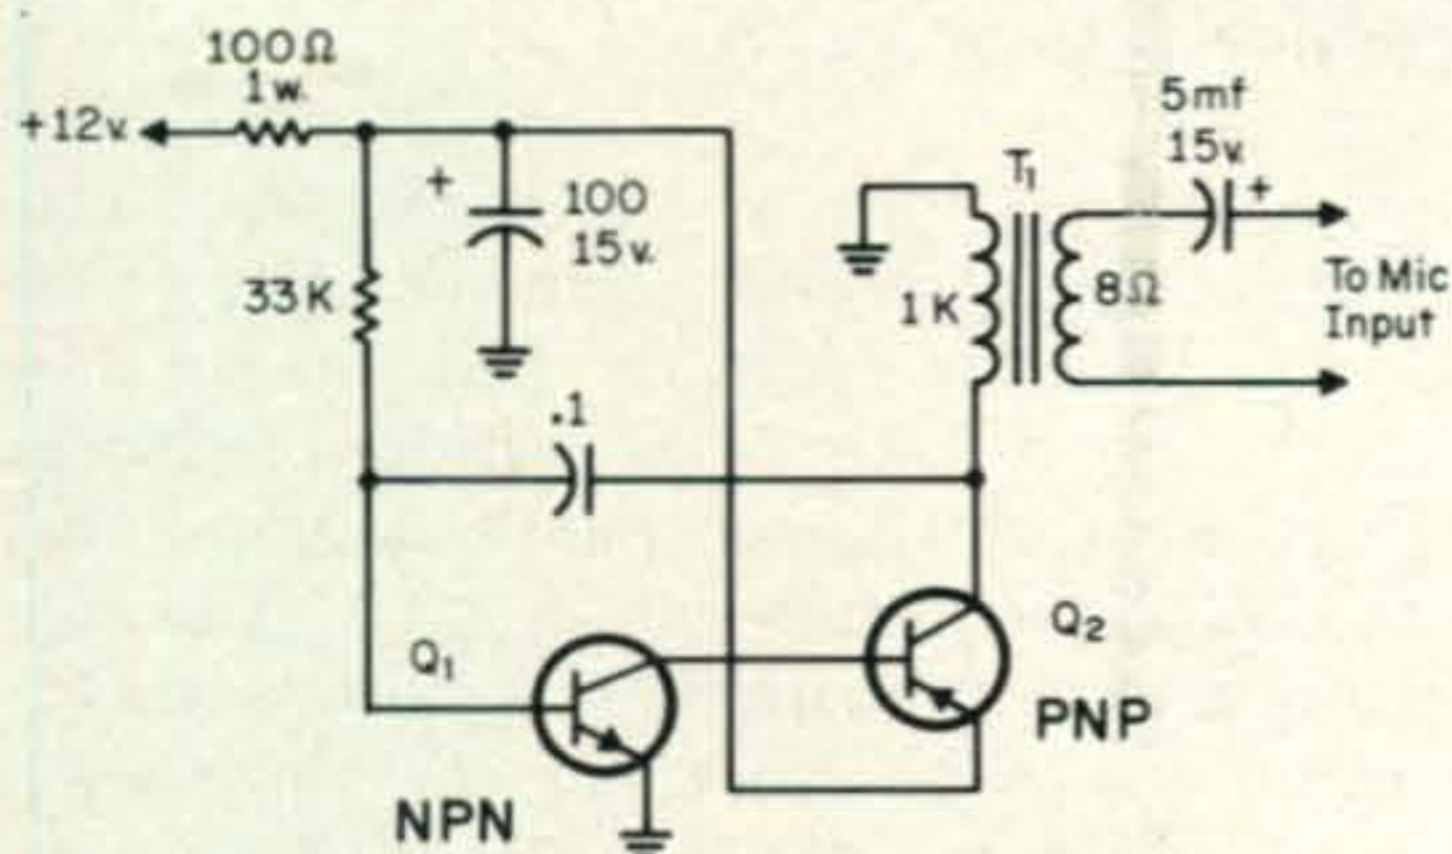 100Ω
1w.
+12v.
+
100
15v.
33K
.1
T1
1K
8Ω
5mf
15v.
+
To Mic
Input
Q1
NPN
Q2
PNP